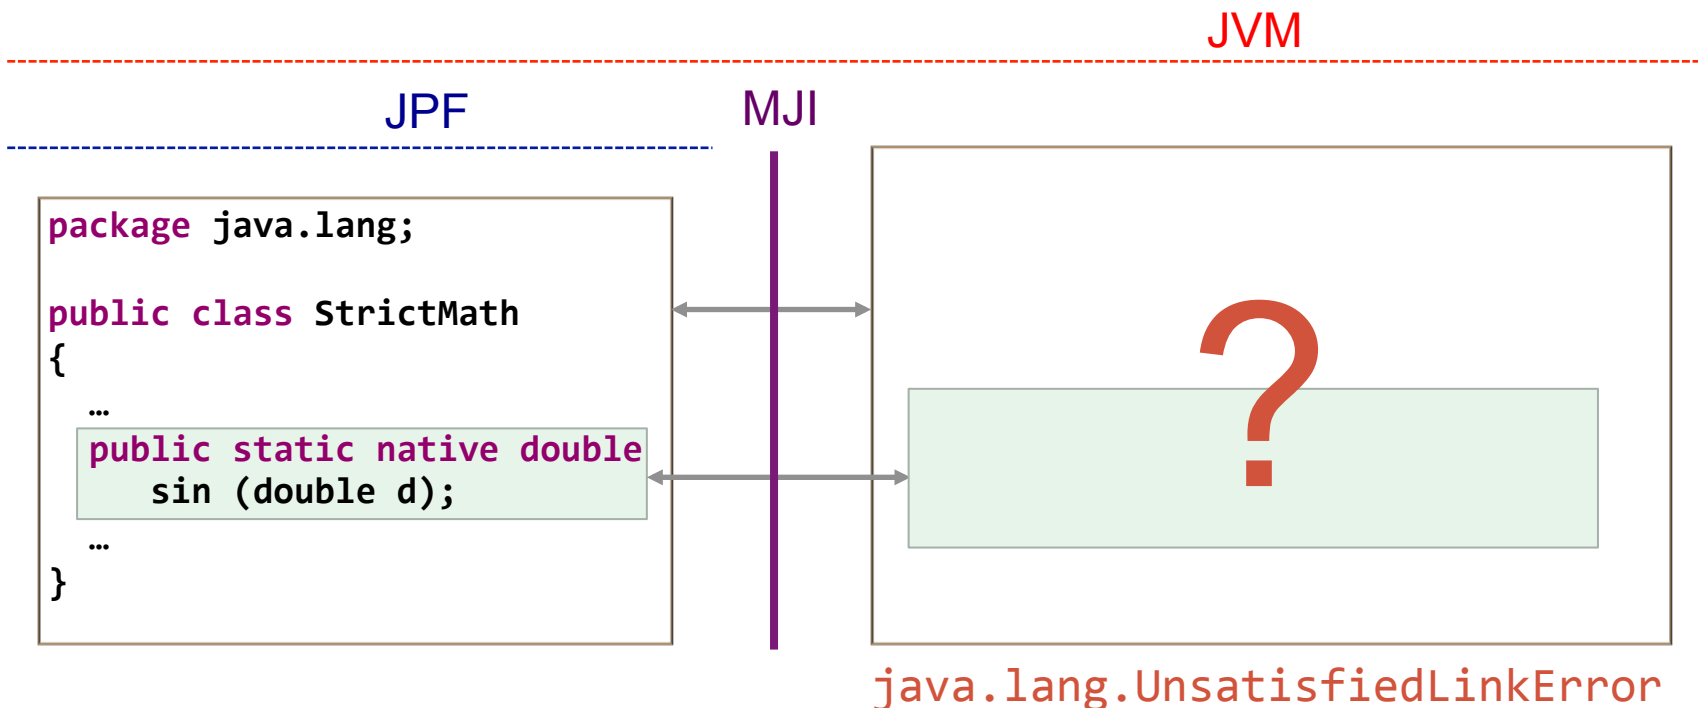 JVM
JPF
MJI
package java.lang;
public class StrictMath
{
…
public static native double
sin (double d);
…
}
?
java.lang.UnsatisfiedLinkError